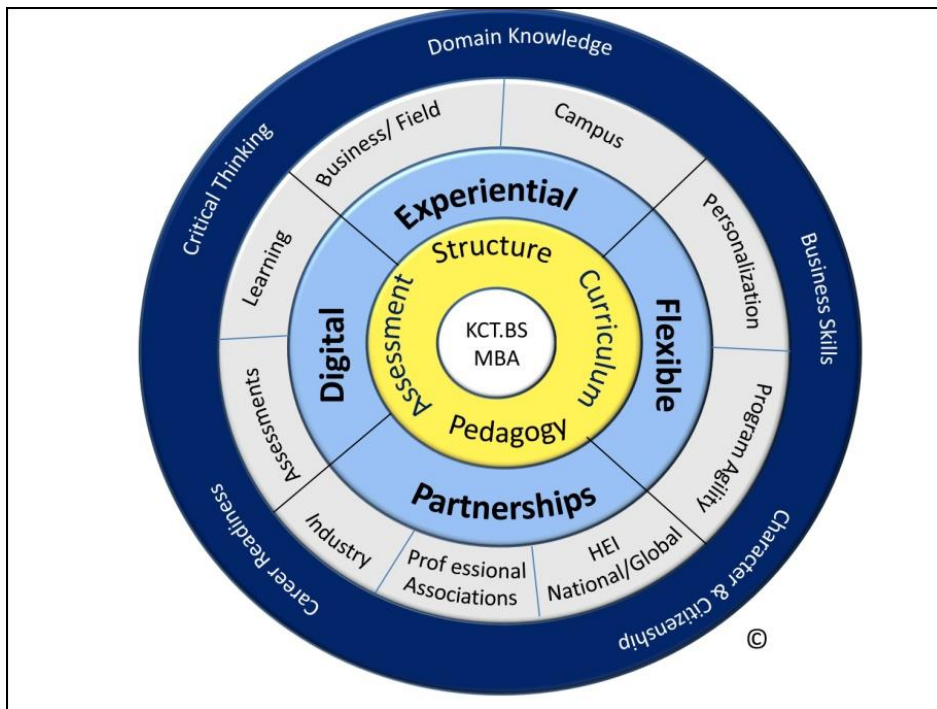 Domain Knowledge
Business Skills
Character & Citizenship
Career Readiness
Critical Thinking
Business/ Field
Campus
Personalization
Program Agility
HEI
National/Global
Prof essional
Associations
Industry
Assessments
Learning
Experiential
Flexible
Partnerships
Digital
Structure
Curriculum
Pedagogy
Assessment
KCT.BS
MBA
©